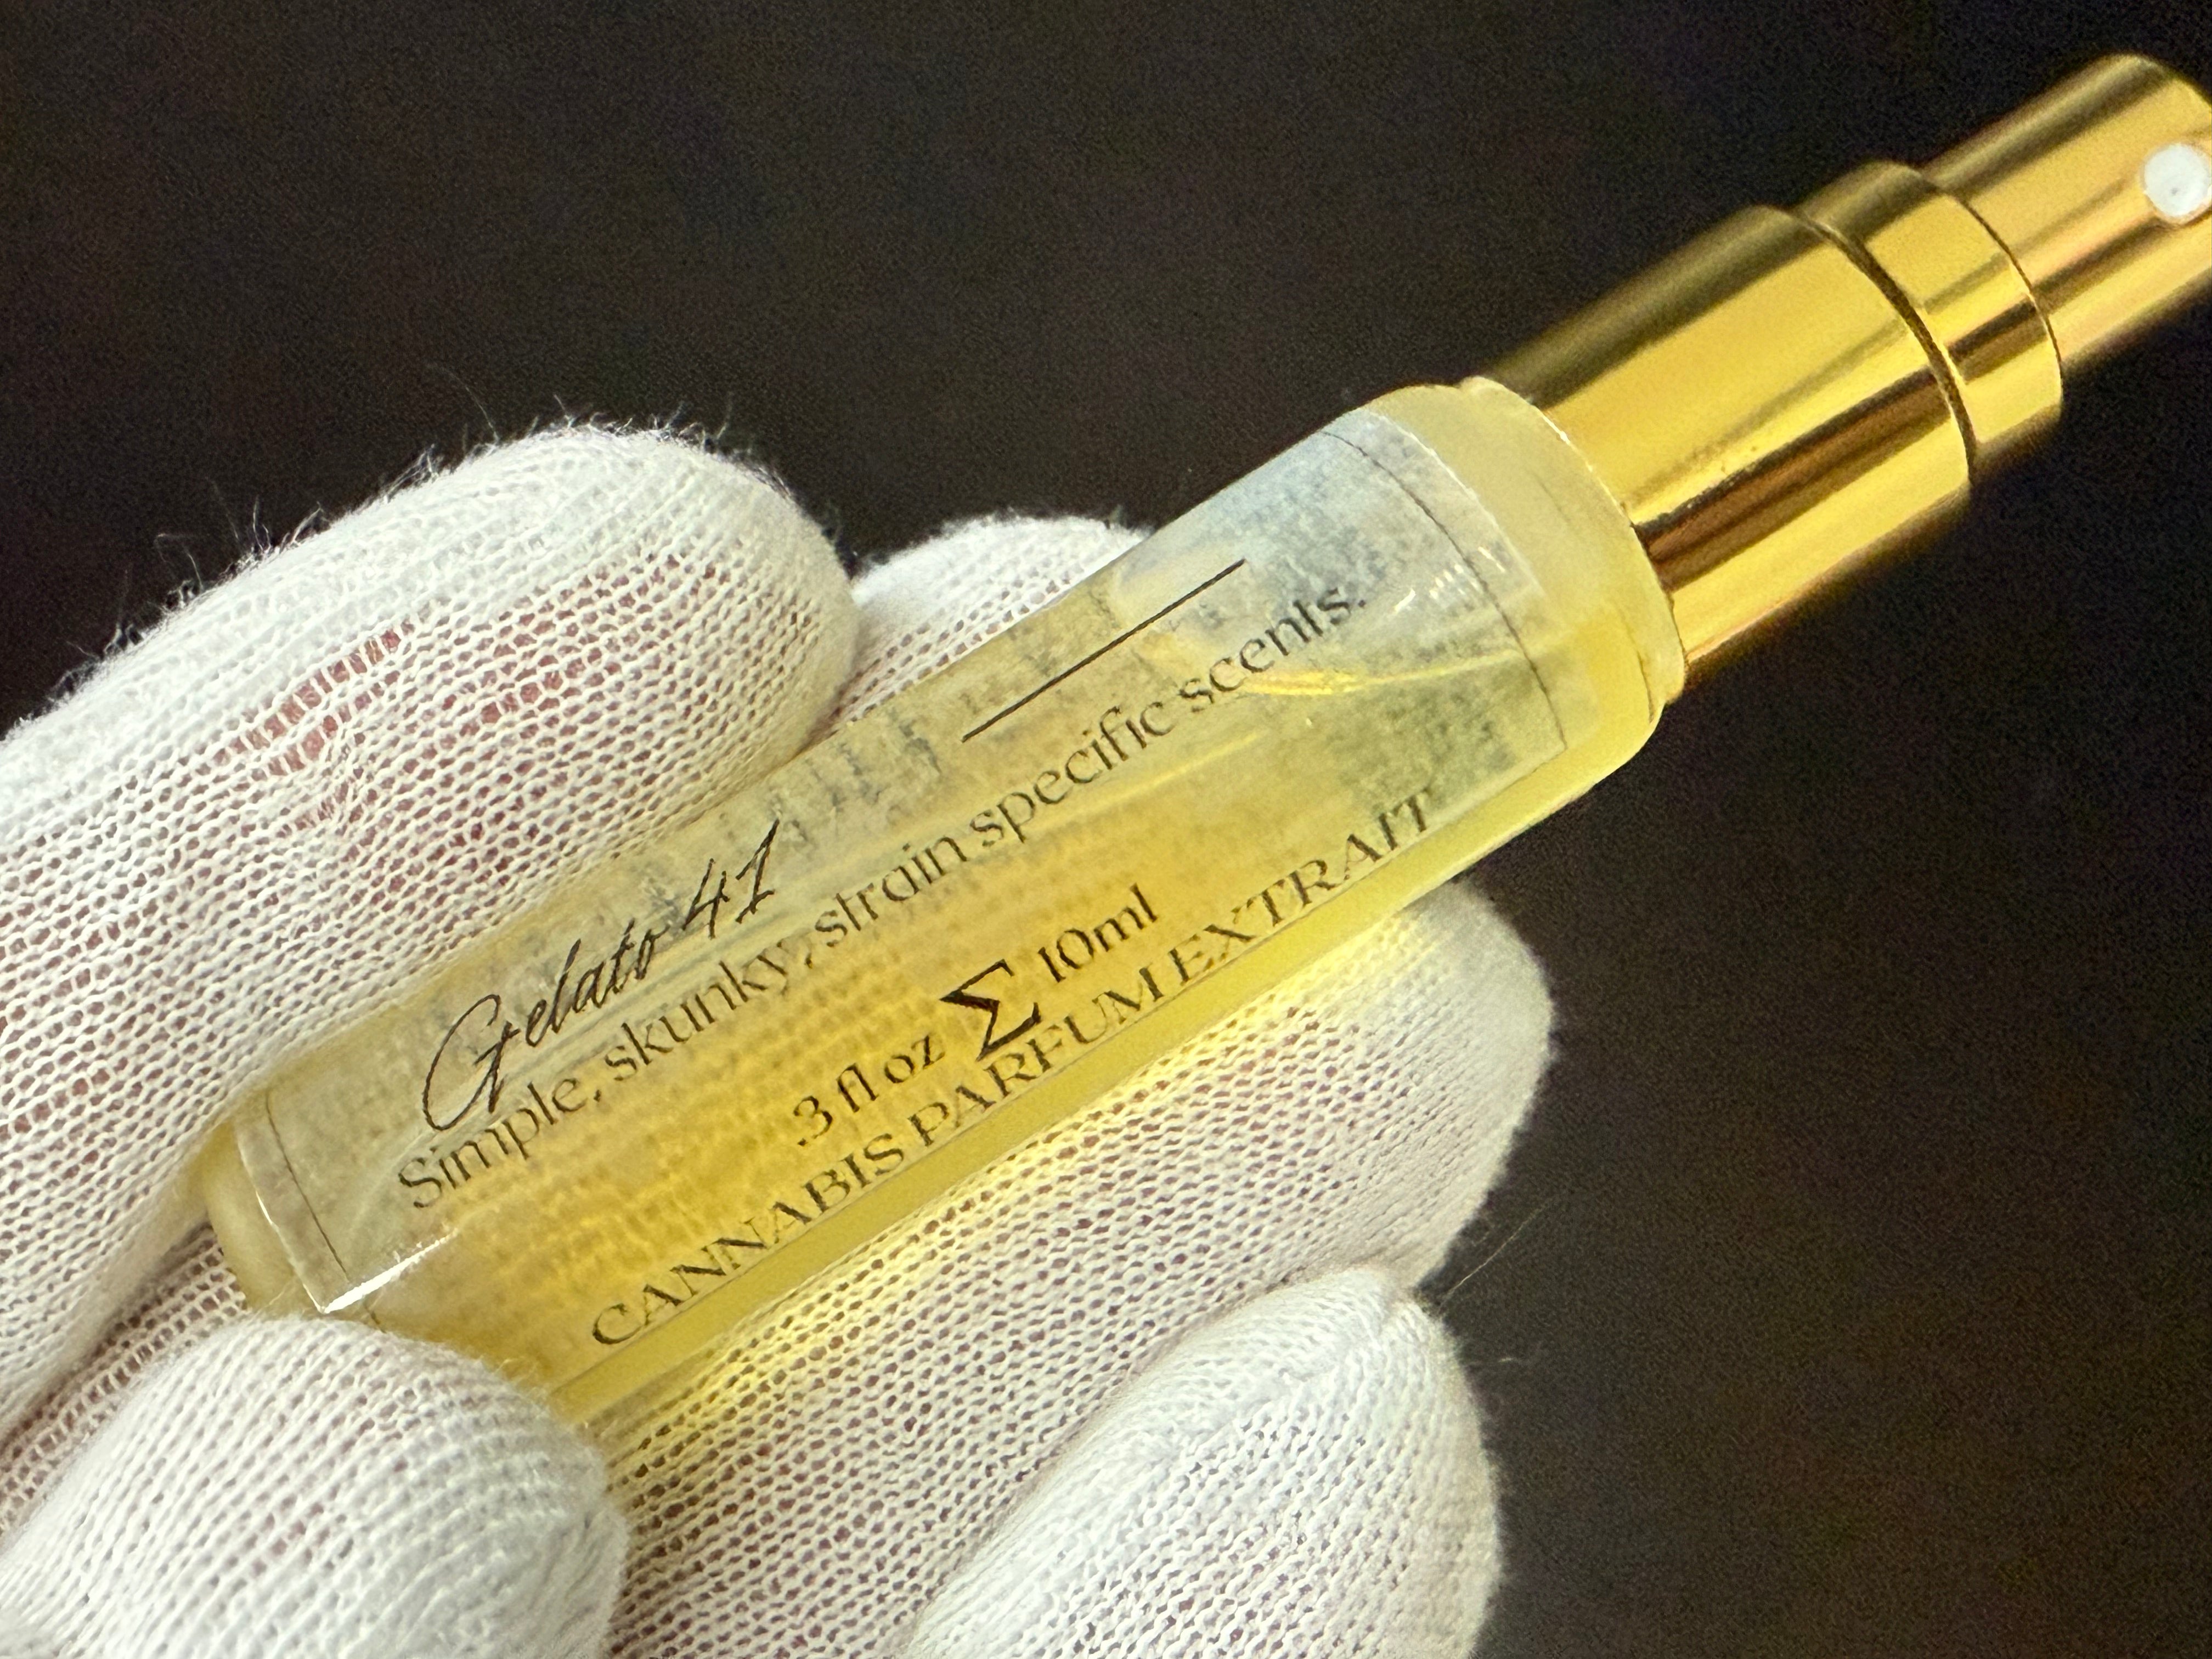 Gelato 41
Simple, skunky, strain specific scents.
.3 fl oz Σ 10ml
CANNABIS PARFUM EXTRAIT